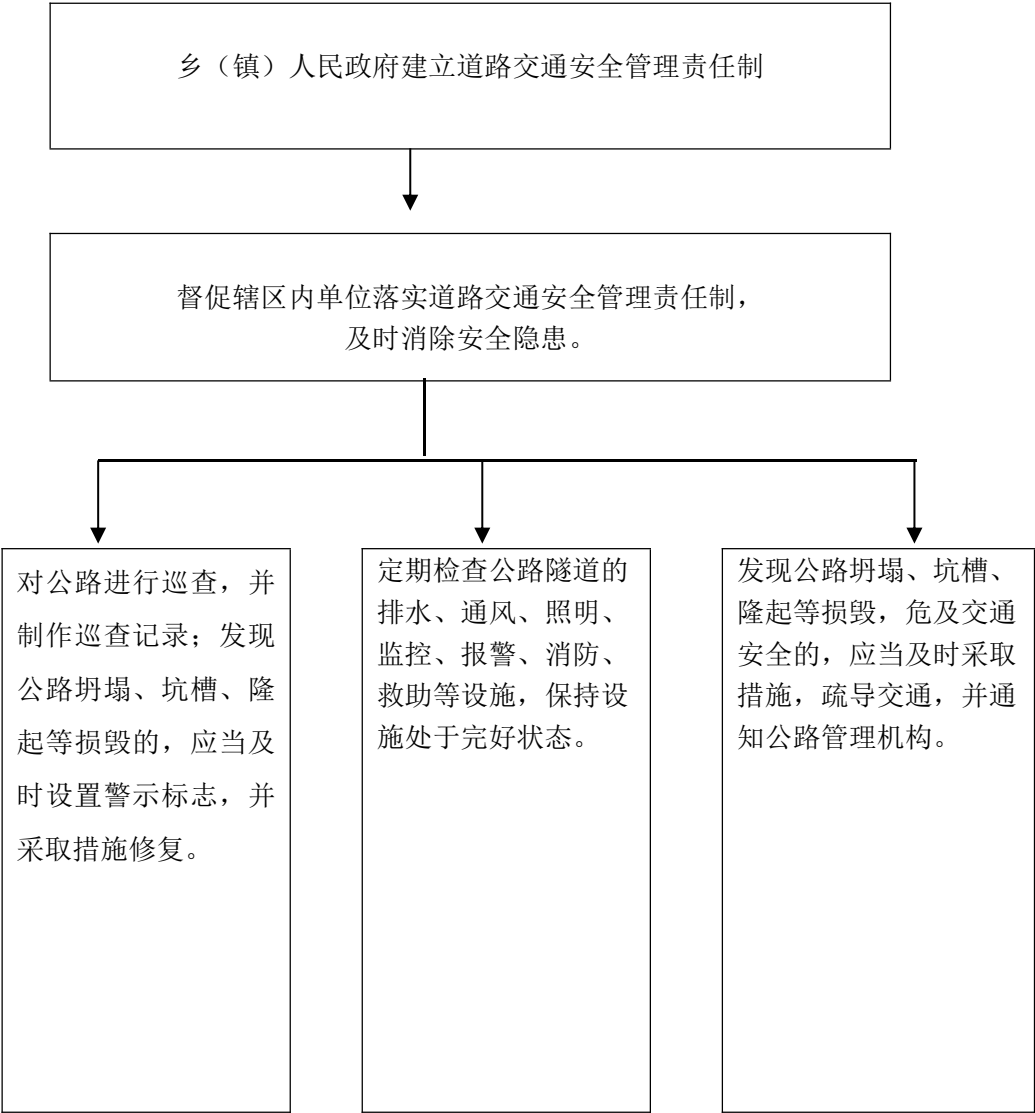 乡（镇）人民政府建立道路交通安全管理责任制
督促辖区内单位落实道路交通安全管理责任制，
及时消除安全隐患。
对公路进行巡查，并
制作巡查记录；发现
公路坍塌、坑槽、隆
起等损毁的，应当及
时设置警示标志，并
采取措施修复。
定期检查公路隧道的
排水、通风、照明、
监控、报警、消防、
救助等设施，保持设
施处于完好状态。
发现公路坍塌、坑槽、
隆起等损毁，危及交通
安全的，应当及时采取
措施，疏导交通，并通
知公路管理机构。